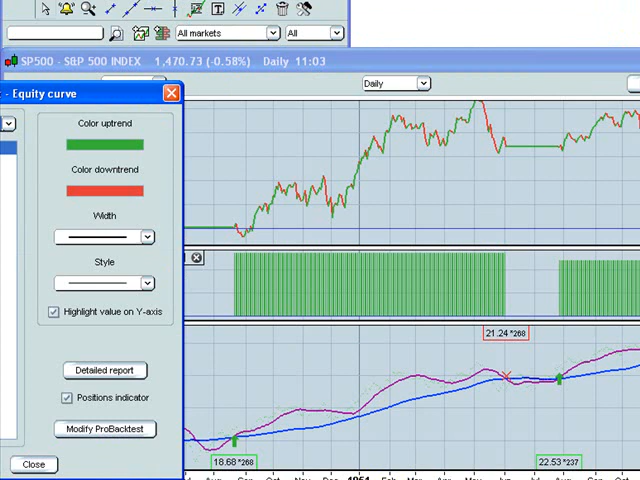 All markets
All
SP500 - S&P 500 INDEX 1,470.73 (-0.58%) Daily 11:03
Daily
- Equity curve
Color uptrend
Color downtrend
Width
Style
Highlight value on Y-axis
Detailed report
Positions indicator
Modify ProBacktest
Close
21.24 *268
18.68 *268
22.53 *237
Sep
Oct
Nov
Dec
1951
Feb
Mar
Apr
May
Jun
Jul
Aug
Sep
Oct